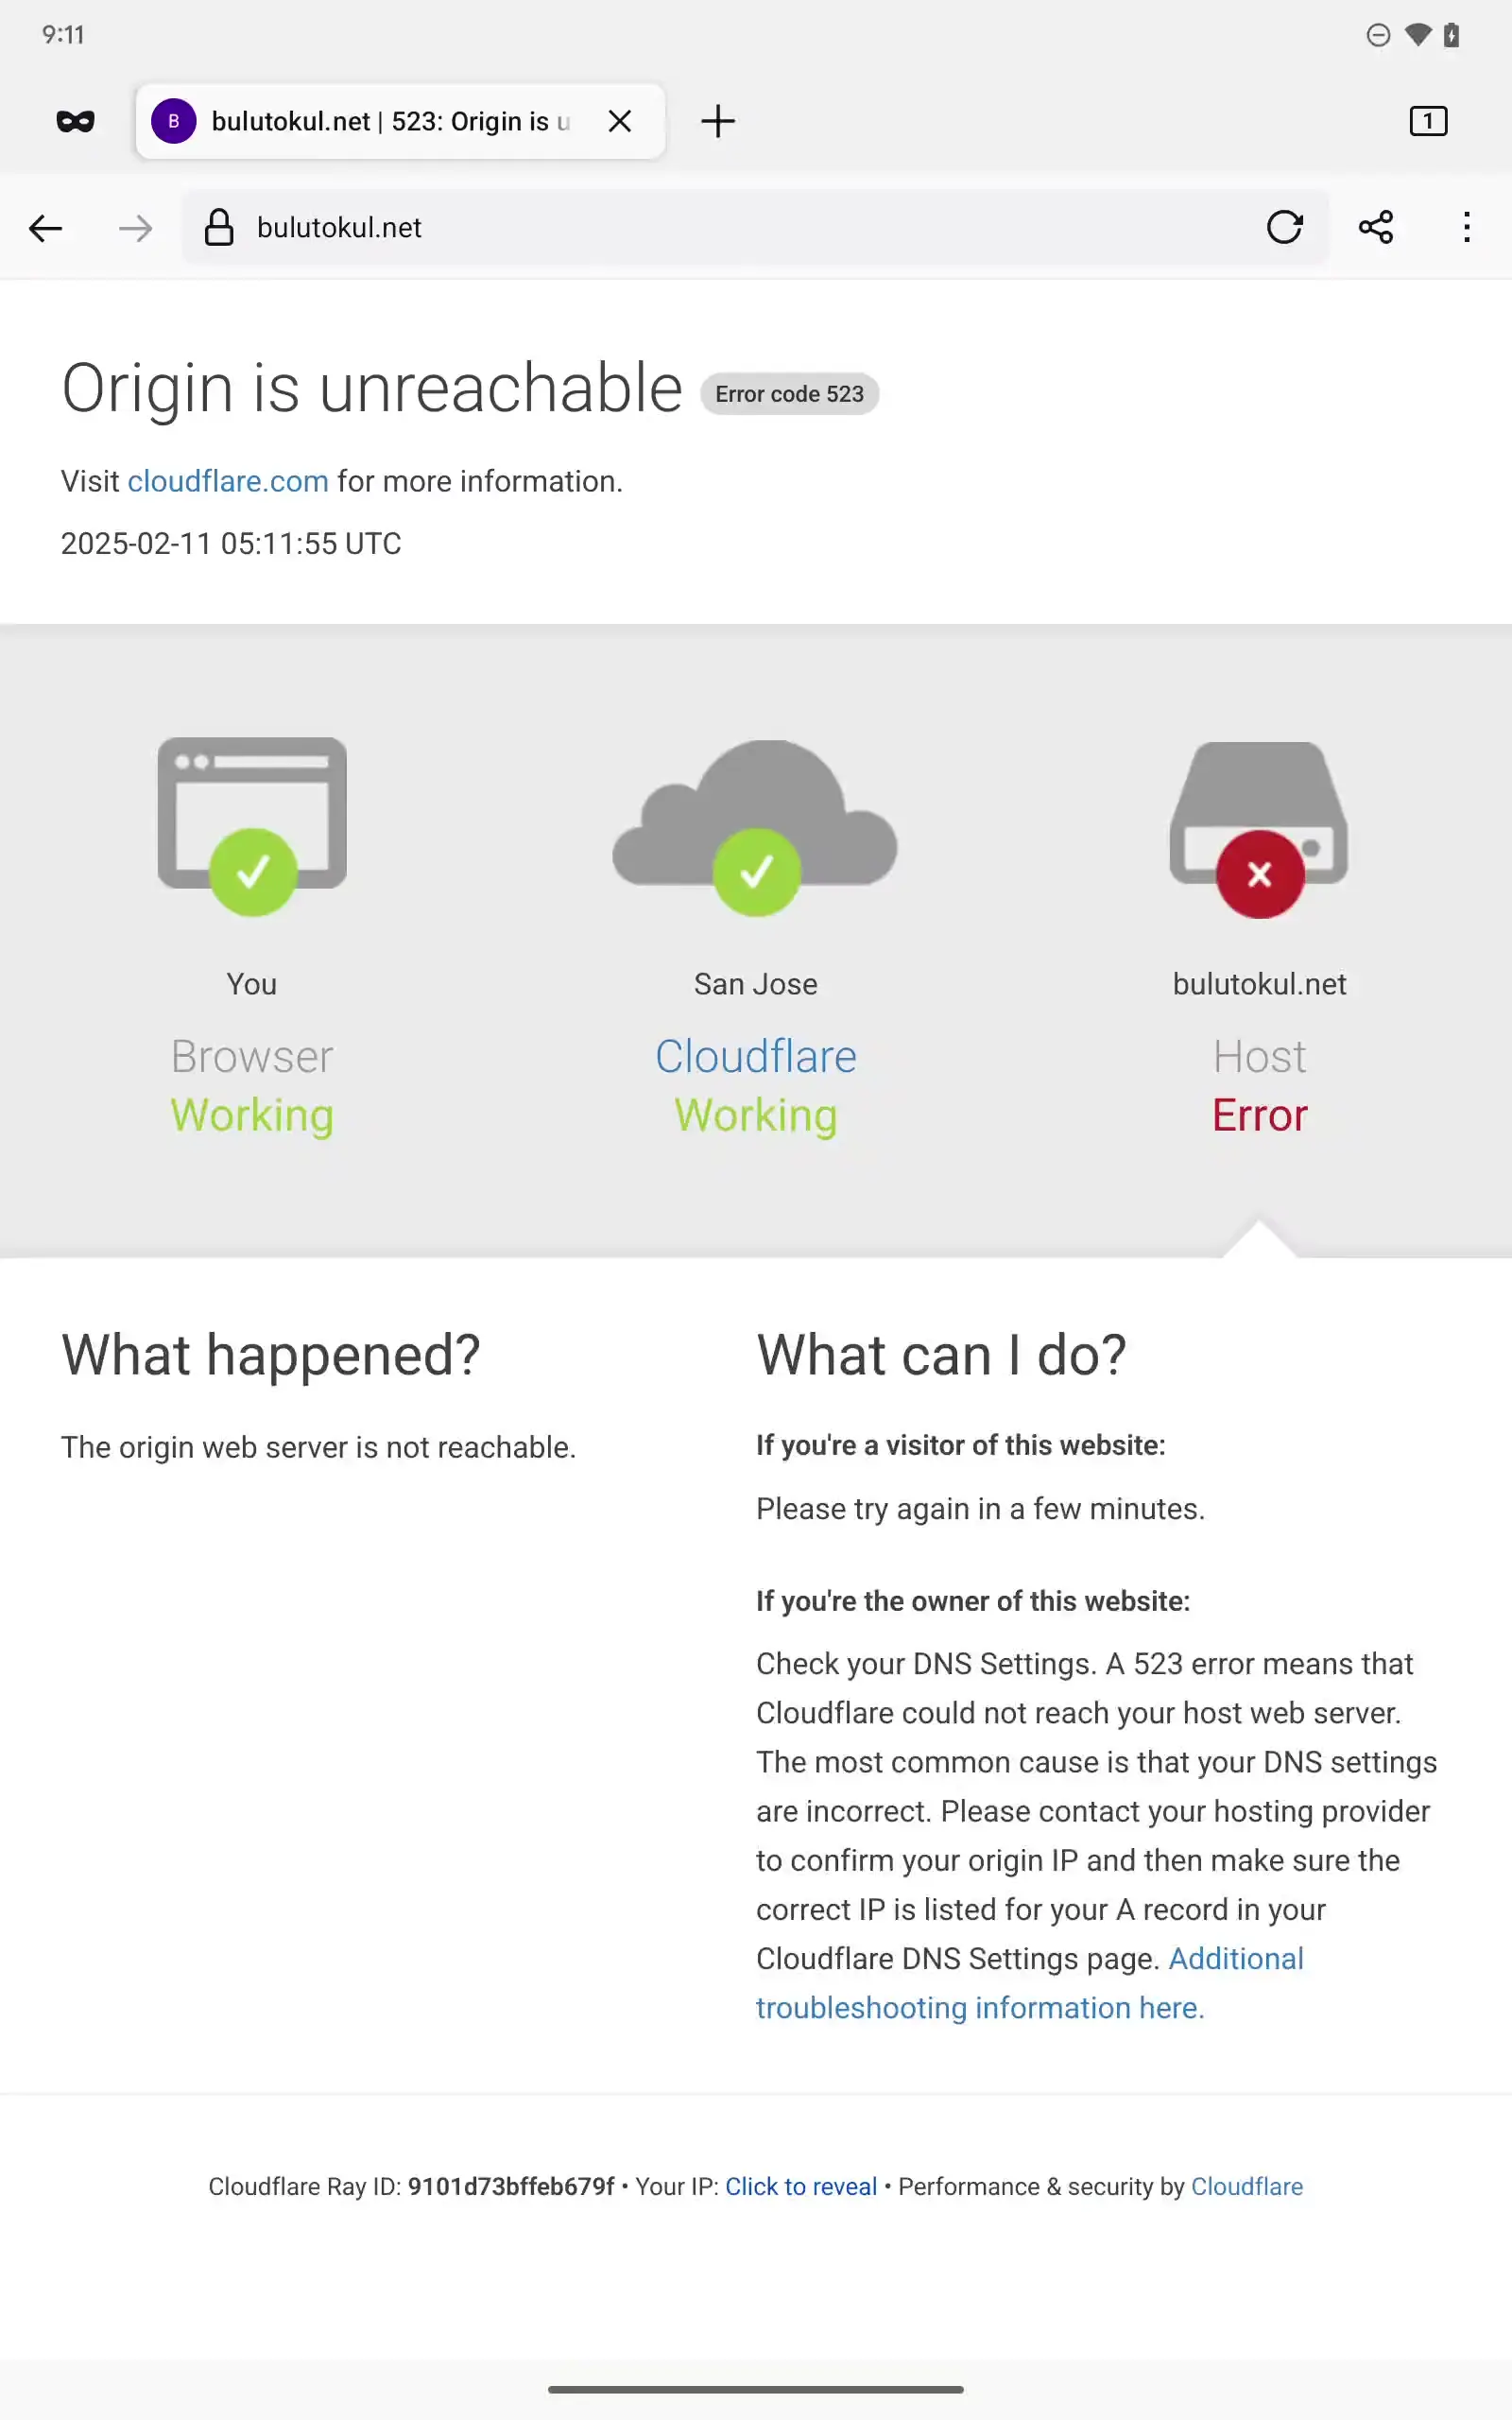 9:11
B
bulutokul.net | 523: Origin is u
1
bulutokul.net
Origin is unreachable Error code 523
Visit cloudflare.com for more information.
2025-02-11 05:11:55 UTC
You
Browser
Working
San Jose
Cloudflare
Working
bulutokul.net
Host
Error
What happened?
The origin web server is not reachable.
What can I do?
If you're a visitor of this website:
Please try again in a few minutes.
If you're the owner of this website:
Check your DNS Settings. A 523 error means that
Cloudflare could not reach your host web server.
The most common cause is that your DNS settings
are incorrect. Please contact your hosting provider
to confirm your origin IP and then make sure the
correct IP is listed for your A record in your
Cloudflare DNS Settings page. Additional
troubleshooting information here.
Cloudflare Ray ID: 9101d73bffeb679f • Your IP: Click to reveal • Performance & security by Cloudflare